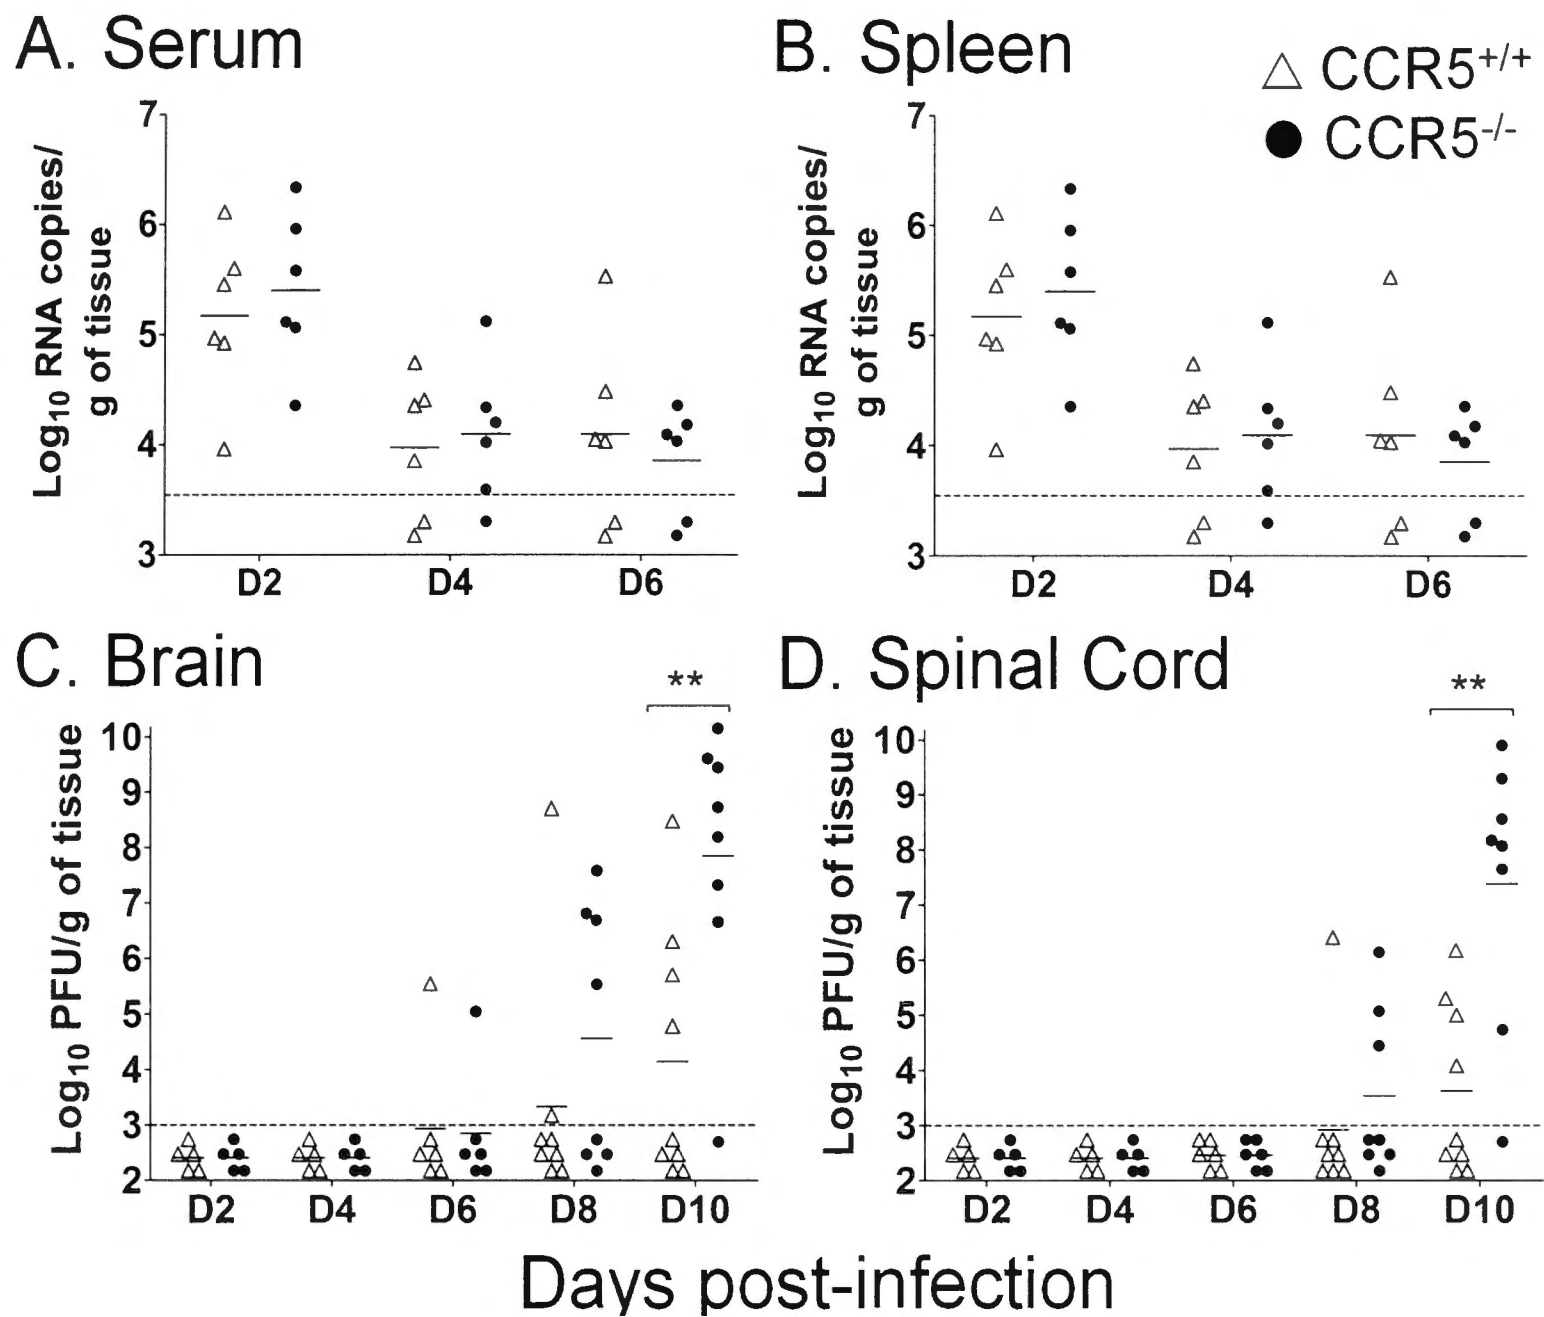 A. Serum
B. Spleen
△ CCR5+/+
● CCR5-/-
Log10 RNA copies/
g of tissue
7
6
5
4
3
D2 D4 D6
Log10 RNA copies/
g of tissue
7
6
5
4
3
D2 D4 D6
C. Brain
D. Spinal Cord
**
Log10 PFU/g of tissue
10
9
8
7
6
5
4
3
2
D2 D4 D6 D8 D10
**
Log10 PFU/g of tissue
10
9
8
7
6
5
4
3
2
D2 D4 D6 D8 D10
Days post-infection